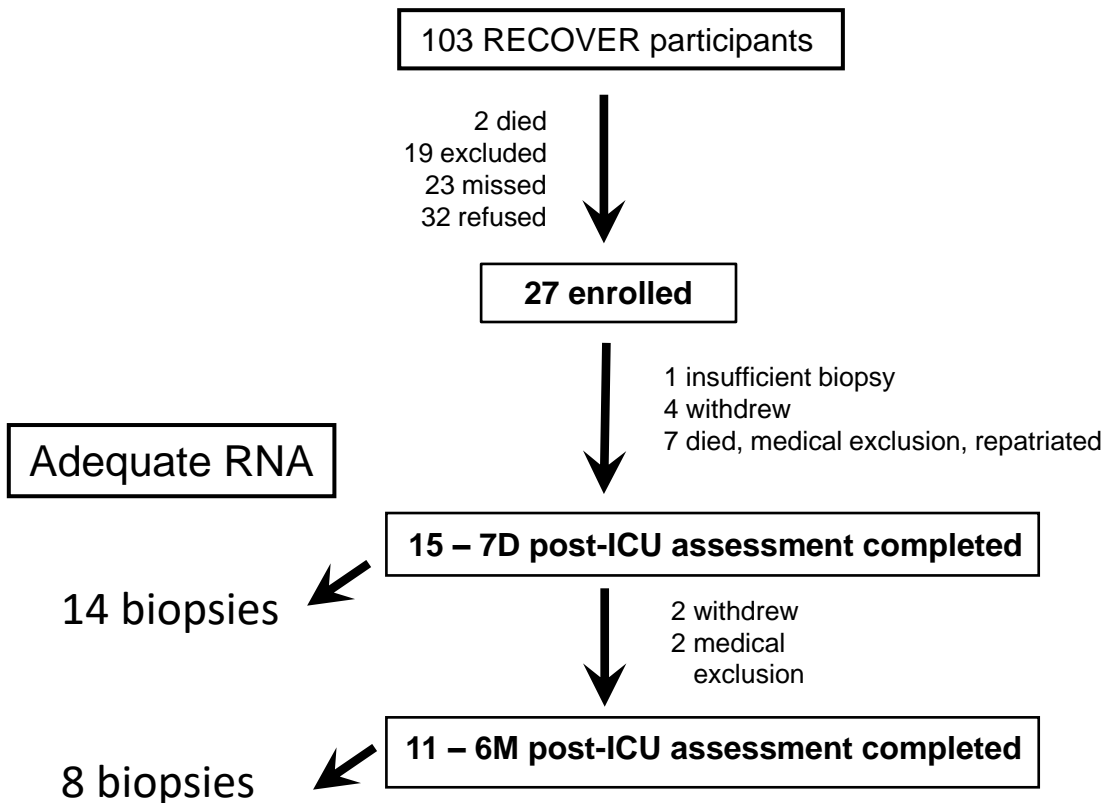 103 RECOVER participants
2 died
19 excluded
23 missed
32 refused
27 enrolled
1 insufficient biopsy
4 withdrew
7 died, medical exclusion, repatriated
Adequate RNA
15 – 7D post-ICU assessment completed
14 biopsies
2 withdrew
2 medical
exclusion
11 – 6M post-ICU assessment completed
8 biopsies